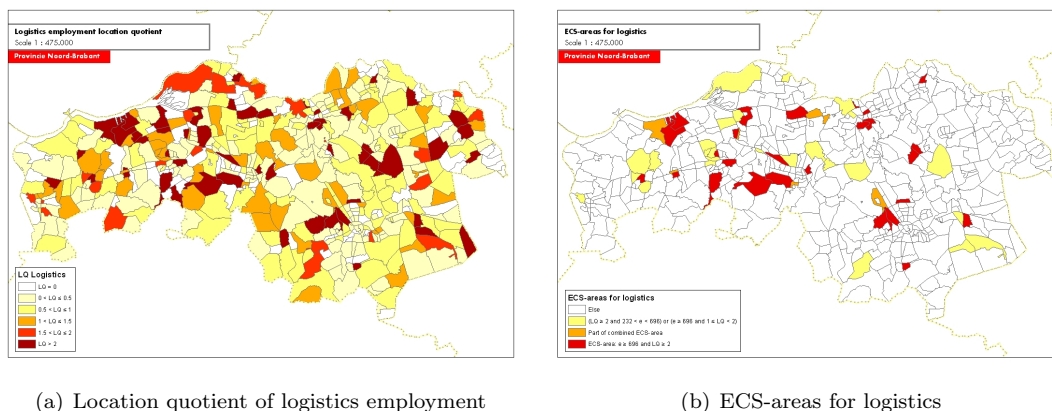 Logistics employment location quotient
Scale 1 : 475.000
Provincie Noord-Brabant
LQ Logistics
LQ = 0
0 < LQ ≤ 0.5
0.5 < LQ ≤ 1
1 < LQ ≤ 1.5
1.5 < LQ ≤ 2
LQ > 2
(a) Location quotient of logistics employment
ECS-areas for logistics
Scale 1 : 475.000
Provincie Noord-Brabant
ECS-areas for logistics
Else
(LQ ≥ 2 and 232 < e < 696) or (e ≥ 696 and 1 ≤ LQ < 2)
Part of combined ECS-area
ECS-area: e ≥ 696 and LQ ≥ 2
(b) ECS-areas for logistics